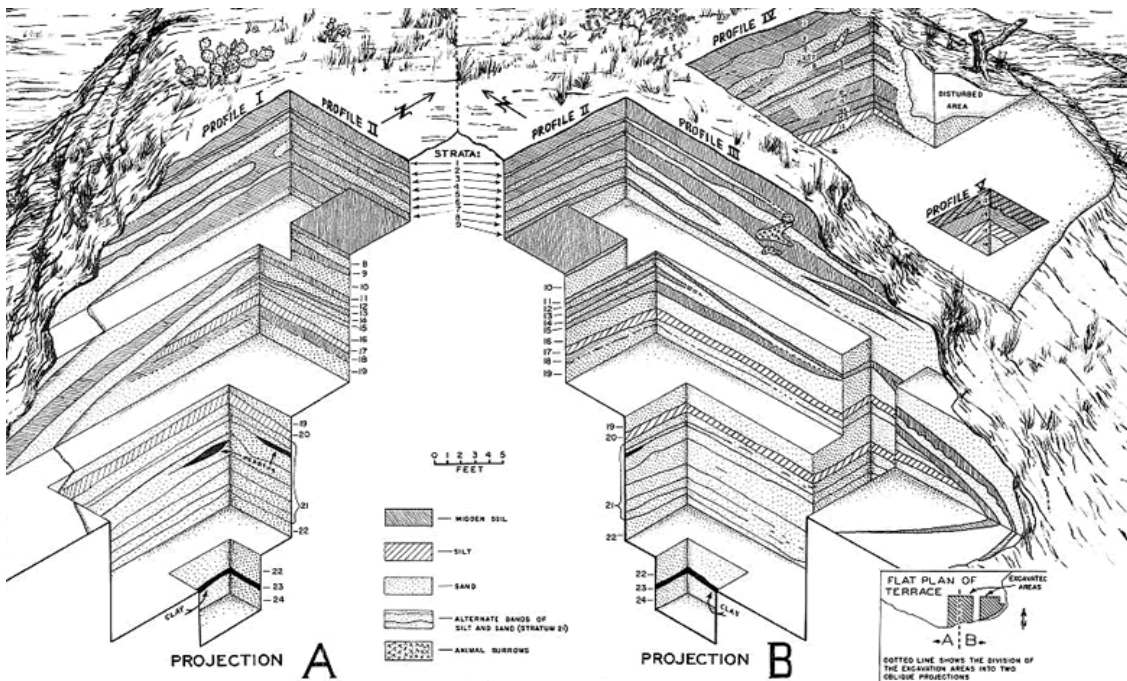 PROFILE I
PROFILE II
N
N
PROFILE II
PROFILE III
PROFILE IV
DISTURBED
AREA
PROFILE V
STRATA:
1
2
3
4
5
6
7
8
9
8
9
10
11
12
13
14
15
16
17
18
19
10
11
12
13
14
15
16
17
18
19
19
20
21
22
HEARTHS
19
20
21
22
22
23
24
CLAY
22
23
24
CLAY
0 1 2 3 4 5
FEET
MIDDEN SOIL
SILT
SAND
ALTERNATE BANDS OF
SILT AND SAND (STRATUM 21)
ANIMAL BURROWS
PROJECTION A
PROJECTION B
FLAT PLAN OF
TERRACE
EXCAVATED
AREAS
A B
N
DOTTED LINE SHOWS THE DIVISION OF
THE EXCAVATION AREAS INTO TWO
OBLIQUE PROJECTIONS